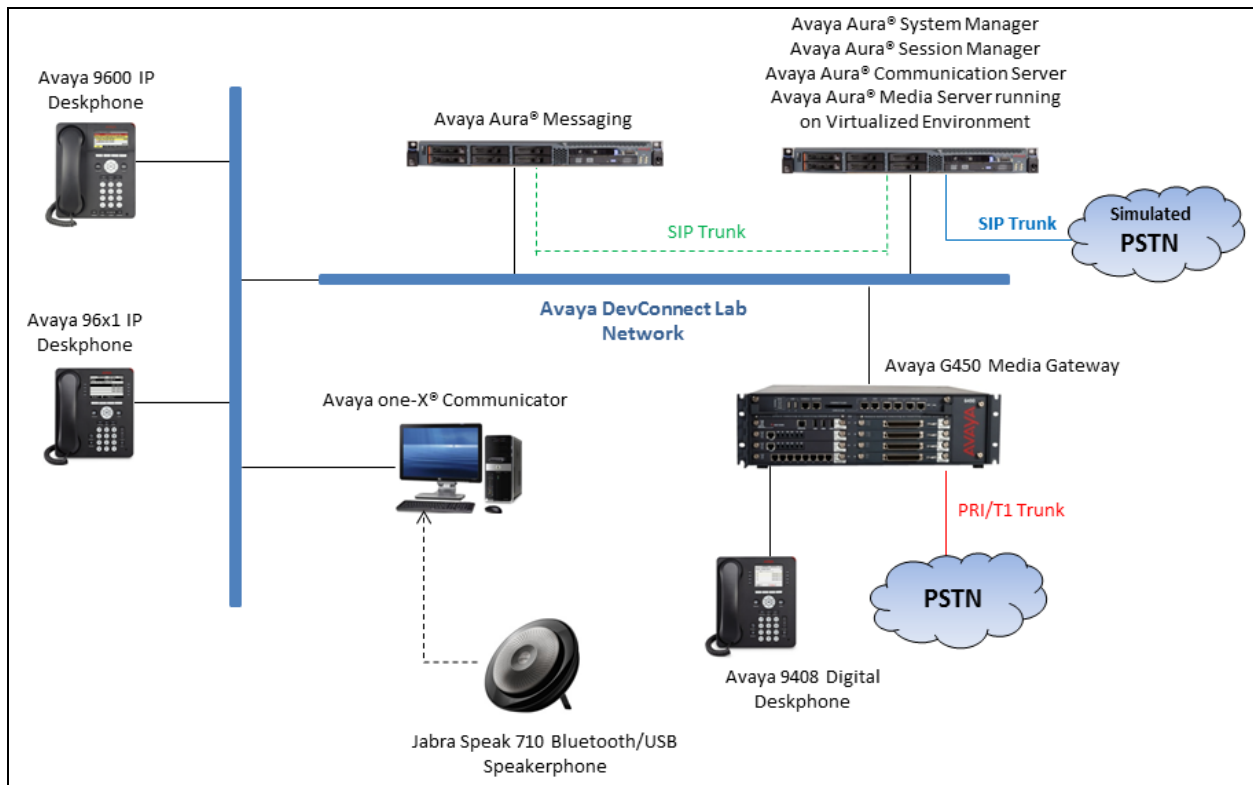 Avaya Aura® System Manager
Avaya Aura® Session Manager
Avaya Aura® Communication Server
Avaya Aura® Media Server running
on Virtualized Environment
Avaya 9600 IP
Deskphone
Avaya Aura® Messaging
SIP Trunk
SIP Trunk
Simulated
PSTN
Avaya DevConnect Lab
Network
Avaya 96x1 IP
Deskphone
Avaya one-X® Communicator
Avaya G450 Media Gateway
AVAYA
PRI/T1 Trunk
PSTN
Avaya 9408 Digital
Deskphone
Jabra Speak 710 Bluetooth/USB
Speakerphone